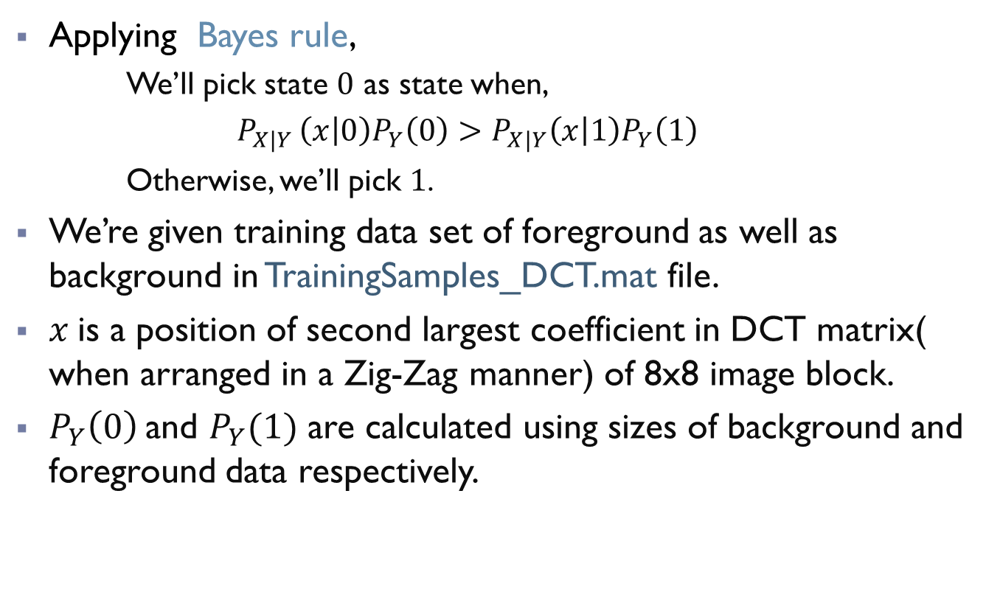 ▪ Applying Bayes rule,
We’ll pick state 0 as state when,
P_{X|Y} (x|0)P_Y(0) > P_{X|Y}(x|1)P_Y(1)
Otherwise, we’ll pick 1.
▪ We’re given training data set of foreground as well as
background in TrainingSamples_DCT.mat file.
▪ x is a position of second largest coefficient in DCT matrix(
when arranged in a Zig-Zag manner) of 8x8 image block.
▪ P_Y(0) and P_Y(1) are calculated using sizes of background and
foreground data respectively.